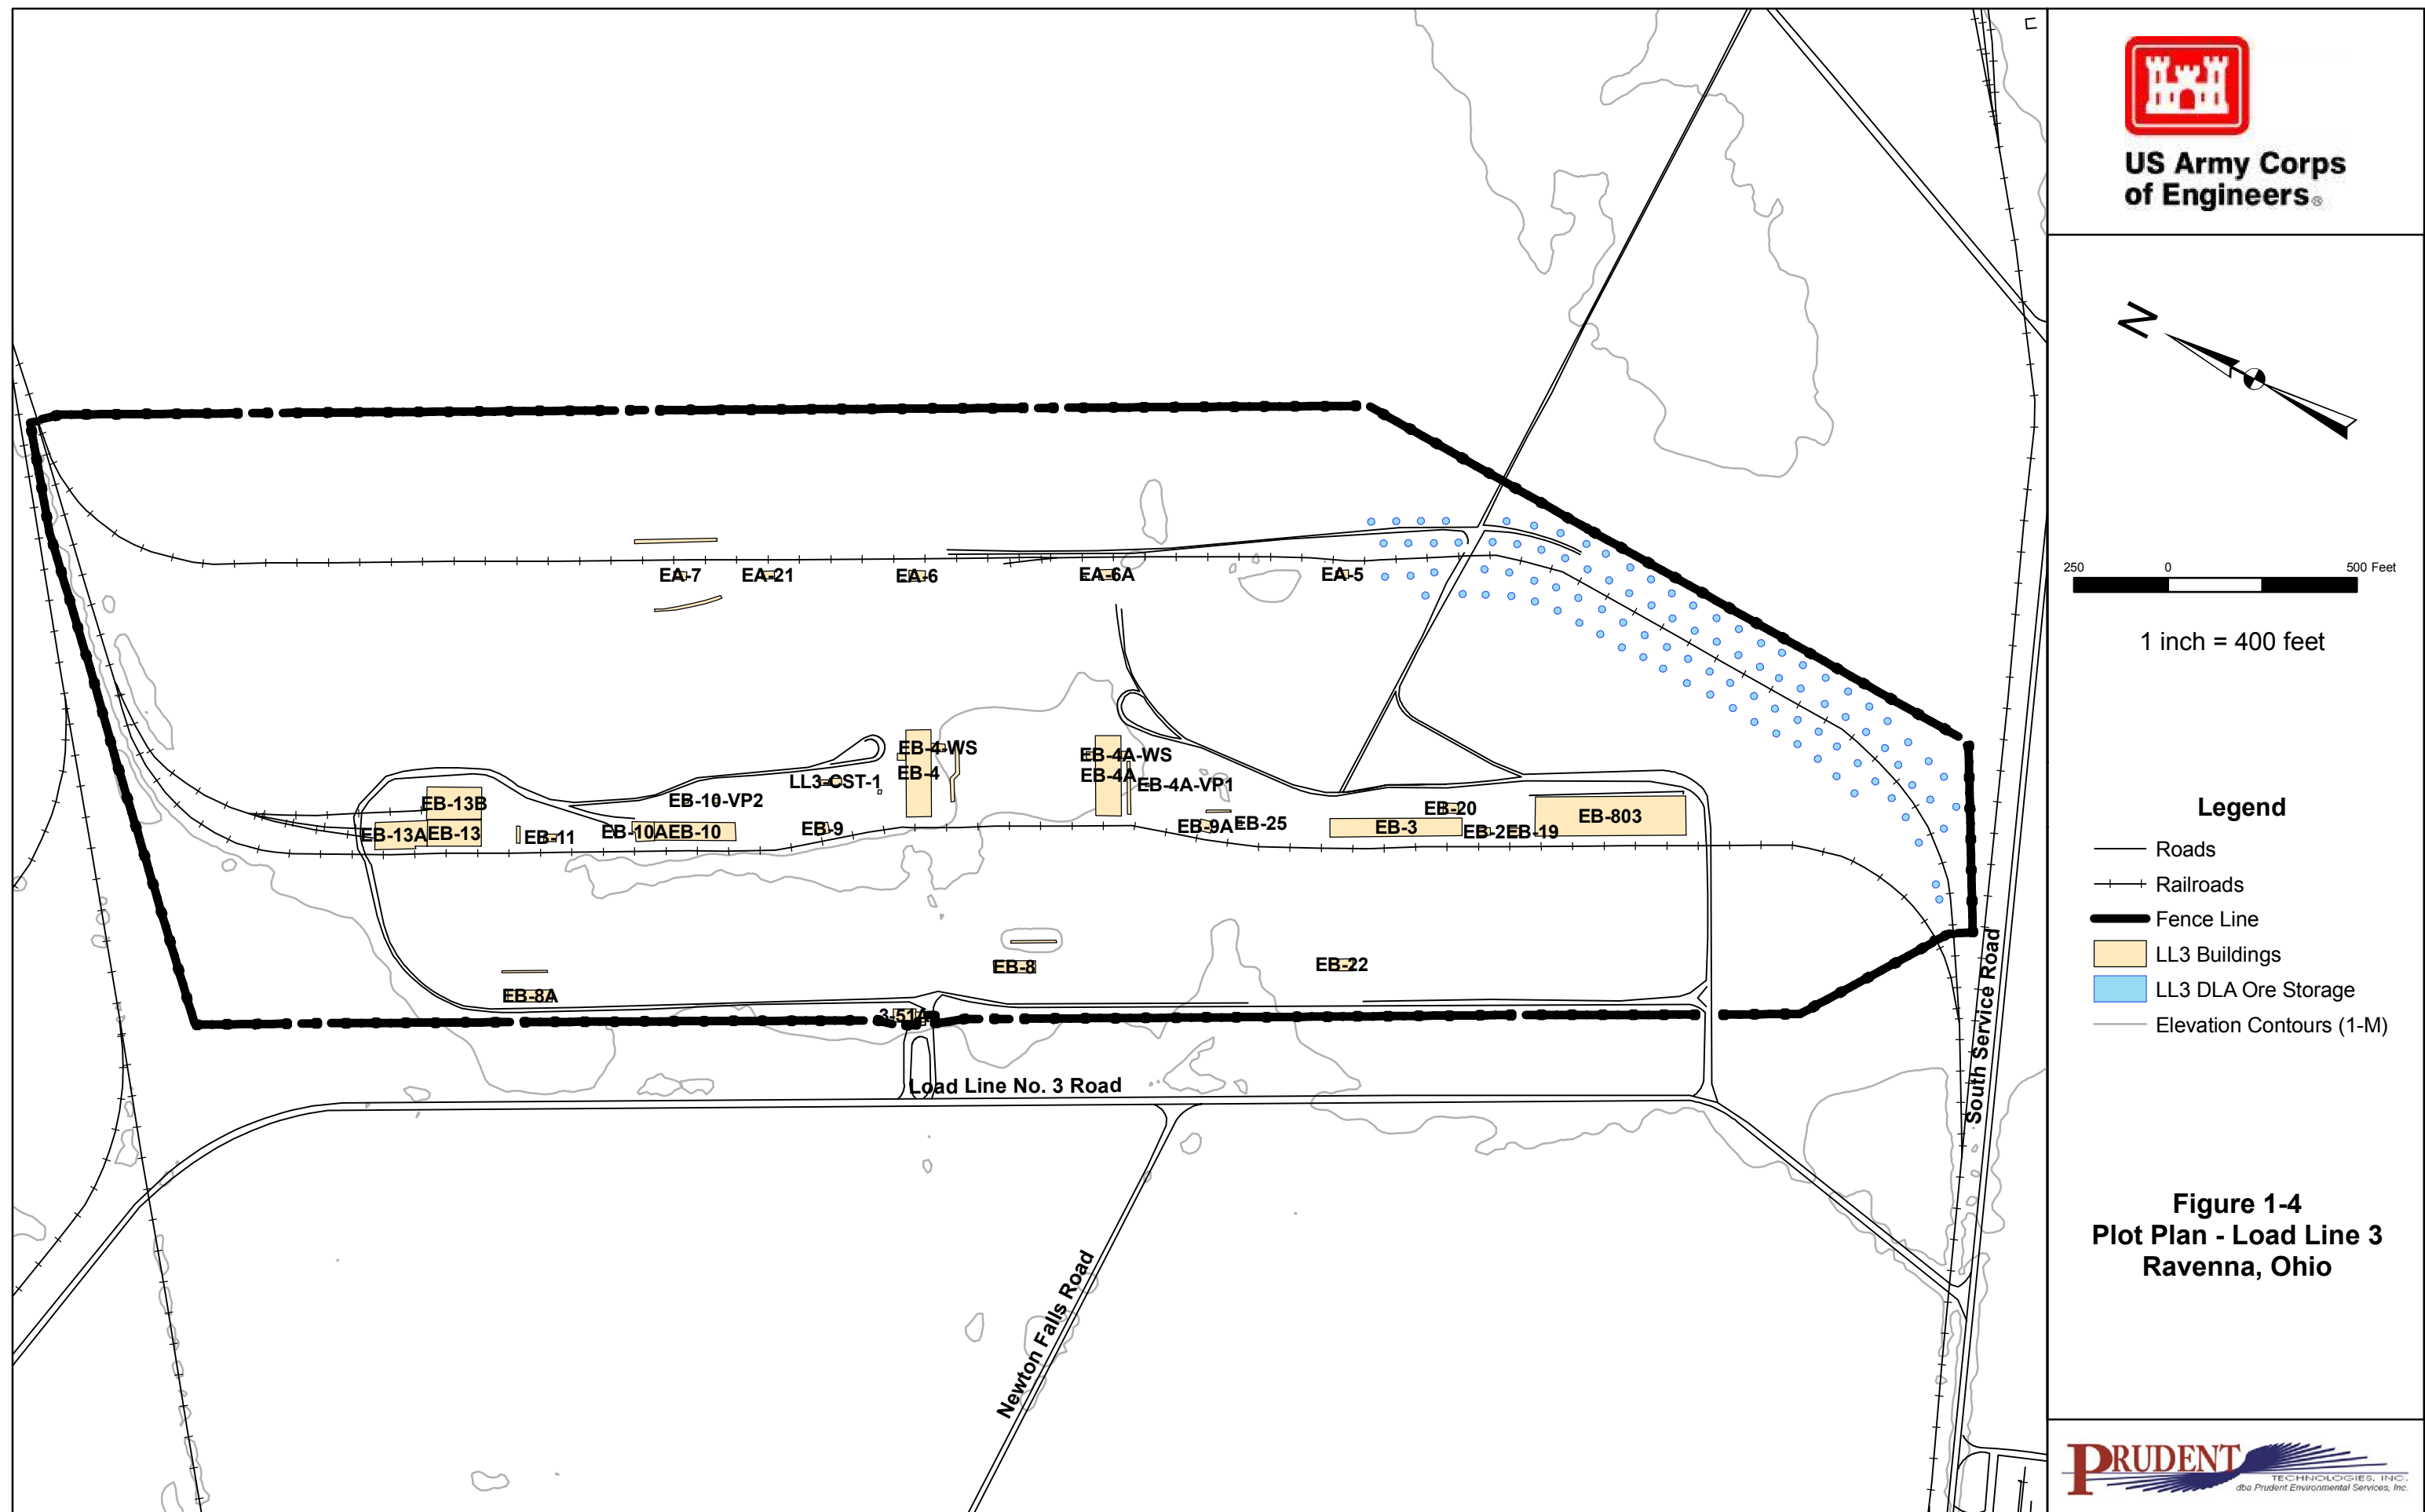 US Army Corps
of Engineers®
N
250 0 500 Feet
1 inch = 400 feet
Legend
Roads
Railroads
Fence Line
LL3 Buildings
LL3 DLA Ore Storage
Elevation Contours (1-M)
Figure 1-4
Plot Plan - Load Line 3
Ravenna, Ohio
PRUDENT
TECHNOLOGIES, INC.
dba Prudent Environmental Services, Inc.
EA-7
EA-21
EA-6
EA-6A
EA-5
EB-4-WS
EB-4
EB-4A-WS
EB-4A
EB-4A-VP1
LL3-CST-1
EB-10-VP2
EB-13B
EB-13A
EB-13
EB-11
EB-10A
EB-10
EB-9
EB-9A
EB-25
EB-20
EB-3
EB-2
EB-19
EB-803
EB-8
EB-22
EB-8A
Load Line No. 3 Road
Newton Falls Road
South Service Road